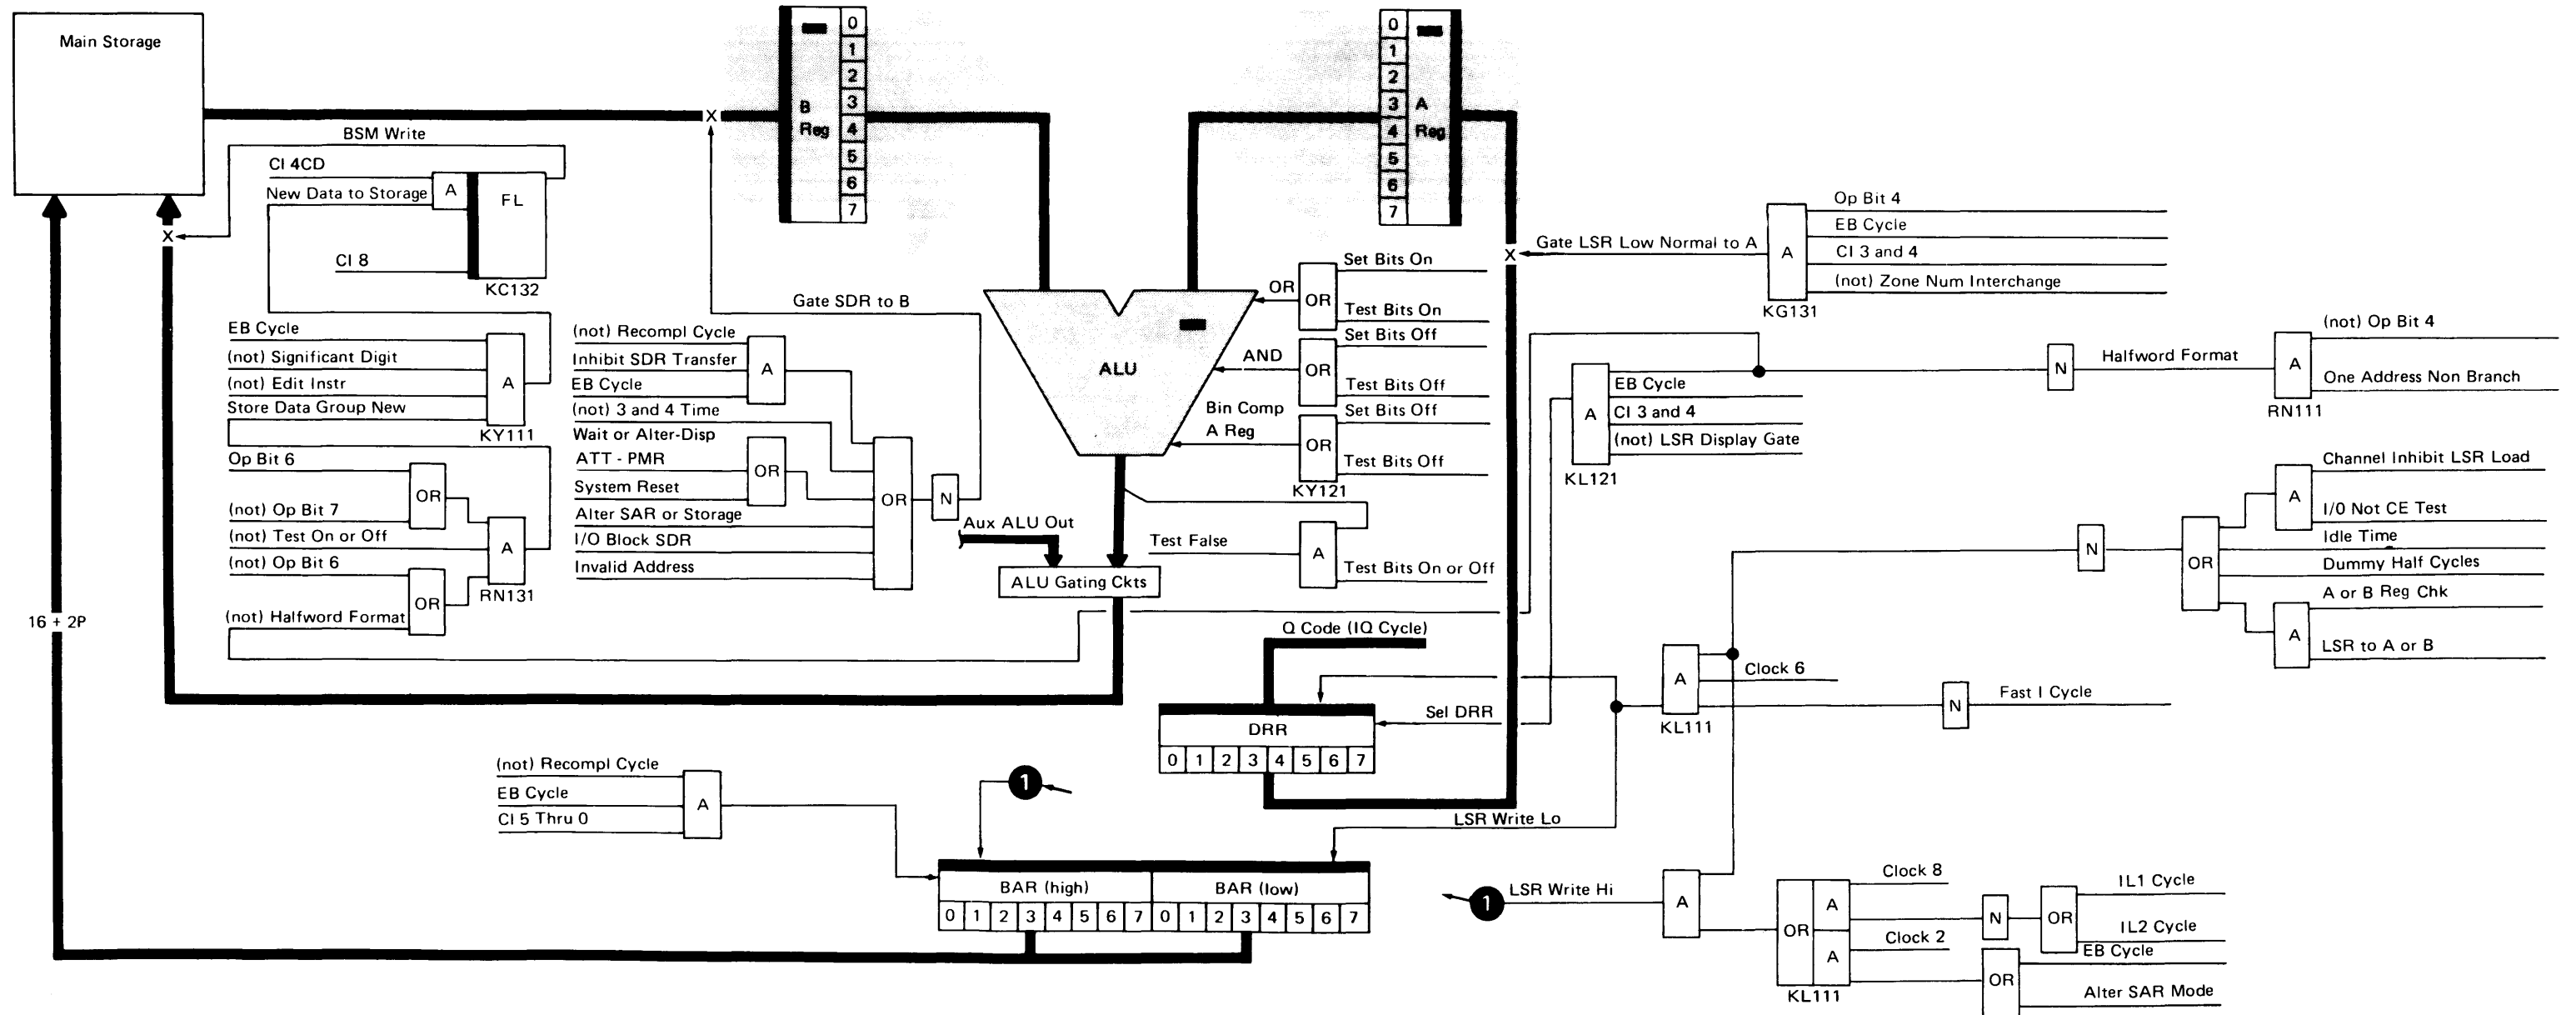 Main Storage
BSM Write
CI 4CD
New Data to Storage
A
FL
CI 8
KC132
EB Cycle
(not) Significant Digit
(not) Edit Instr
Store Data Group New
A
KY111
Op Bit 6
(not) Op Bit 7
OR
(not) Test On or Off
(not) Op Bit 6
A
RN131
OR
(not) Halfword Format
16 + 2P
X
X
B
Reg
0
1
2
3
4
5
6
7
Gate SDR to B
(not) Recompl Cycle
Inhibit SDR Transfer
EB Cycle
A
(not) 3 and 4 Time
Wait or Alter-Disp
ATT - PMR
System Reset
OR
Alter SAR or Storage
I/O Block SDR
Invalid Address
OR
N
0
1
2
3
4
5
6
7
A
Reg
ALU
OR
OR
Set Bits On
Test Bits On
AND
OR
Set Bits Off
Test Bits Off
Bin Comp
A Reg
OR
Set Bits Off
Test Bits Off
KY121
Aux ALU Out
ALU Gating Ckts
Test False
A
Test Bits On or Off
X
Gate LSR Low Normal to A
A
KG131
Op Bit 4
EB Cycle
CI 3 and 4
(not) Zone Num Interchange
A
KL121
EB Cycle
CI 3 and 4
(not) LSR Display Gate
N
Halfword Format
A
RN111
(not) Op Bit 4
One Address Non Branch
Channel Inhibit LSR Load
A
I/0 Not CE Test
N
OR
Idle Time
Dummy Half Cycles
A or B Reg Chk
A
LSR to A or B
Q Code (IQ Cycle)
Sel DRR
DRR
0 1 2 3 4 5 6 7
A
KL111
Clock 6
N
Fast I Cycle
(not) Recompl Cycle
EB Cycle
CI 5 Thru 0
A
1
LSR Write Lo
BAR (high)
BAR (low)
0 1 2 3 4 5 6 7 0 1 2 3 4 5 6 7
1
LSR Write Hi
A
OR
A
A
KL111
Clock 8
N
OR
IL1 Cycle
IL2 Cycle
Clock 2
OR
EB Cycle
Alter SAR Mode